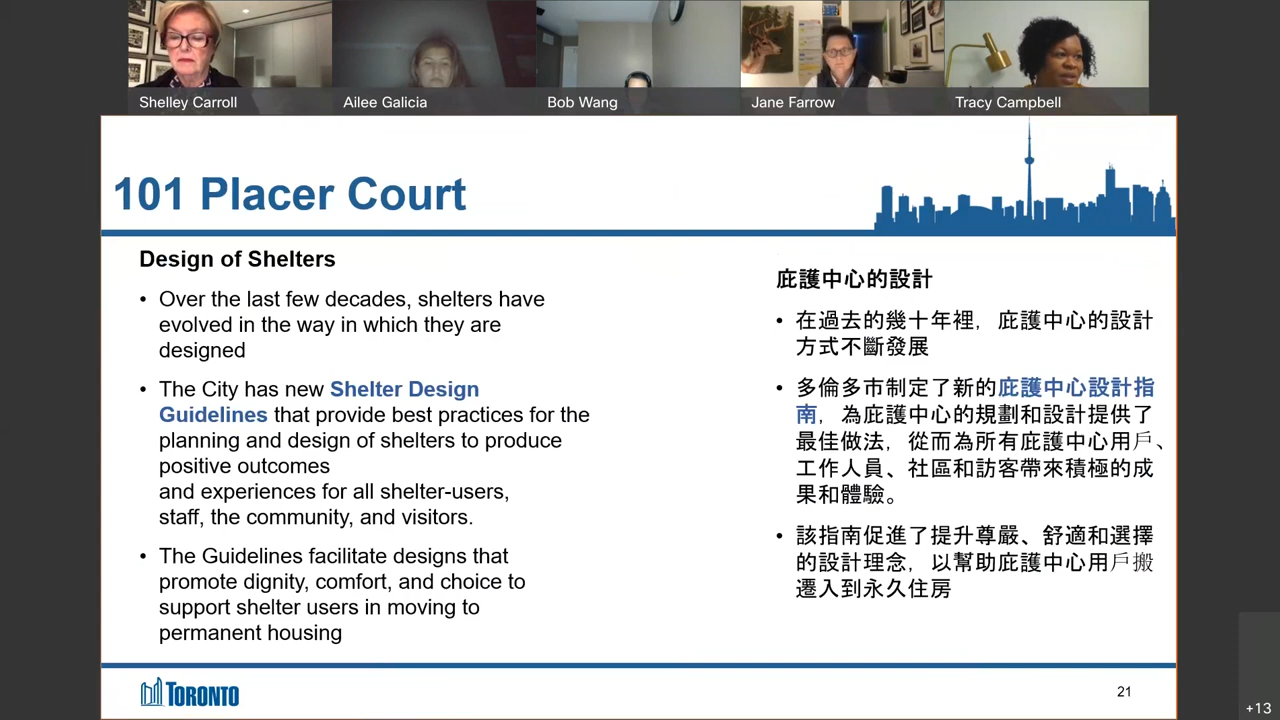 Shelley Carroll
Ailee Galicia
Bob Wang
Jane Farrow
Tracy Campbell
101 Placer Court
Design of Shelters
• Over the last few decades, shelters have
evolved in the way in which they are
designed
• The City has new Shelter Design
Guidelines that provide best practices for the
planning and design of shelters to produce
positive outcomes
and experiences for all shelter-users,
staff, the community, and visitors.
• The Guidelines facilitate designs that
promote dignity, comfort, and choice to
support shelter users in moving to
permanent housing
庇護中心的設計
• 在過去的幾十年裡，庇護中心的設計
方式不斷發展
• 多倫多市制定了新的庇護中心設計指
南，為庇護中心的規劃和設計提供了
最佳做法，從而為所有庇護中心用戶、
工作人員、社區和訪客帶來積極的成
果和體驗。
• 該指南促進了提升尊嚴、舒適和選擇
的設計理念，以幫助庇護中心用戶搬
遷入到永久住房
TORONTO
21
+13